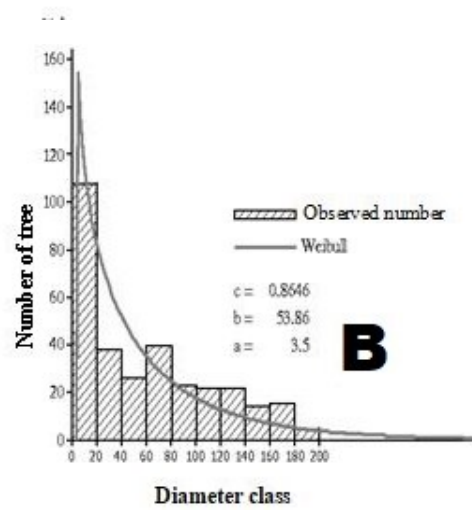 160
140
120
100
80
60
40
20
0
Number of tree
Observed number
Weibull
c = 0.8646
b = 53.86
a = 3.5
B
0 20 40 60 80 100 120 140 160 180 200
Diameter class